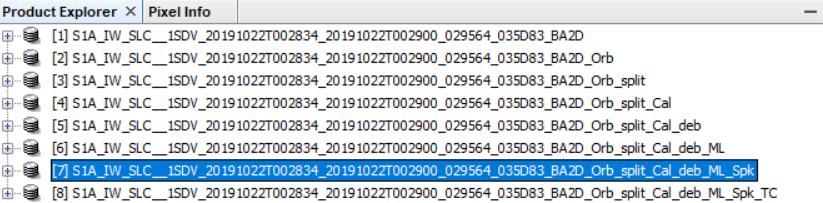 Product Explorer × Pixel Info
[1] S1A_IW_SLC__1SDV_20191022T002834_20191022T002900_029564_035D83_BA2D
[2] S1A_IW_SLC__1SDV_20191022T002834_20191022T002900_029564_035D83_BA2D_Orb
[3] S1A_IW_SLC__1SDV_20191022T002834_20191022T002900_029564_035D83_BA2D_Orb_split
[4] S1A_IW_SLC__1SDV_20191022T002834_20191022T002900_029564_035D83_BA2D_Orb_split_Cal
[5] S1A_IW_SLC__1SDV_20191022T002834_20191022T002900_029564_035D83_BA2D_Orb_split_Cal_deb
[6] S1A_IW_SLC__1SDV_20191022T002834_20191022T002900_029564_035D83_BA2D_Orb_split_Cal_deb_ML
[7] S1A_IW_SLC__1SDV_20191022T002834_20191022T002900_029564_035D83_BA2D_Orb_split_Cal_deb_ML_Spk
[8] S1A_IW_SLC__1SDV_20191022T002834_20191022T002900_029564_035D83_BA2D_Orb_split_Cal_deb_ML_Spk_TC